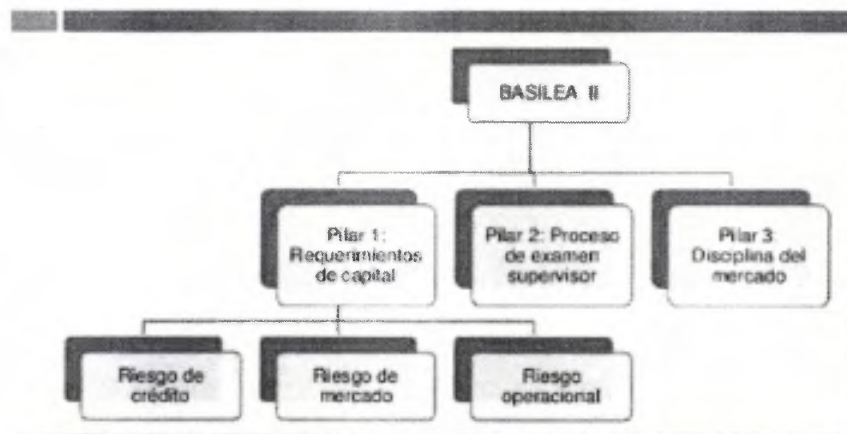 BASILEA II
Pilar 1:
Requerimientos
de capital
Pilar 2: Proceso
de examen
supervisor
Pilar 3:
Disciplina del
mercado
Riesgo de
crédito
Riesgo de
mercado
Riesgo
operacional